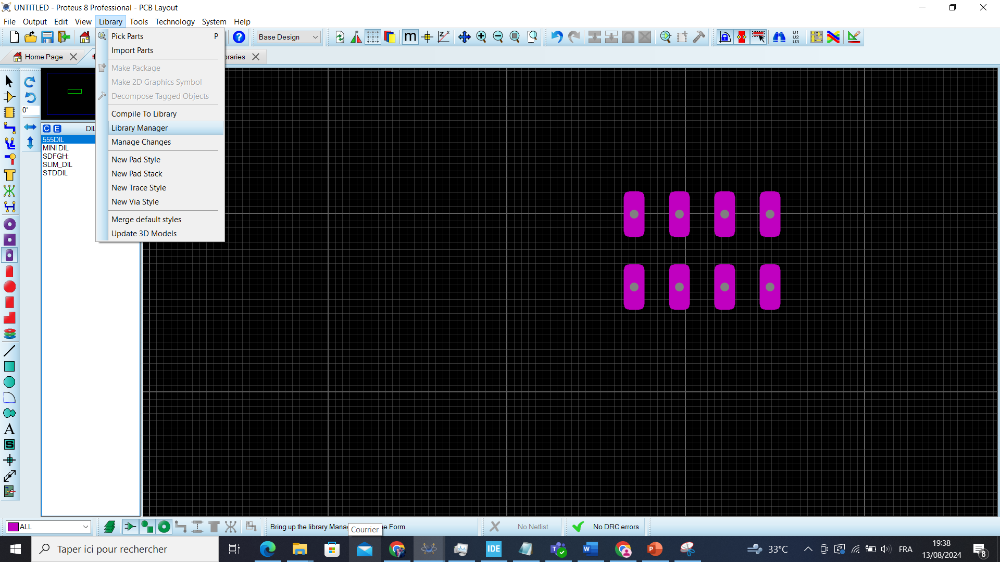 UNTITLED - Proteus 8 Professional - PCB Layout
File Output Edit View Library Tools Technology System Help
Base Design
U1
U2
U3
Home Page
braries
Pick Parts P
Import Parts
Make Package
Make 2D Graphics Symbol
Decompose Tagged Objects
Compile To Library
Library Manager
Manage Changes
New Pad Style
New Pad Stack
New Trace Style
New Via Style
Merge default styles
Update 3D Models
0°
C E DIL
555DIL
MINI DIL
SDFGH;
SLIM_DIL
STDDIL
m
A
S
ALL
Bring up the library Mana
e Form.
No Netlist
No DRC errors
Courrier
Taper ici pour rechercher
IDE
33°C
FRA
19:38
13/08/2024
8